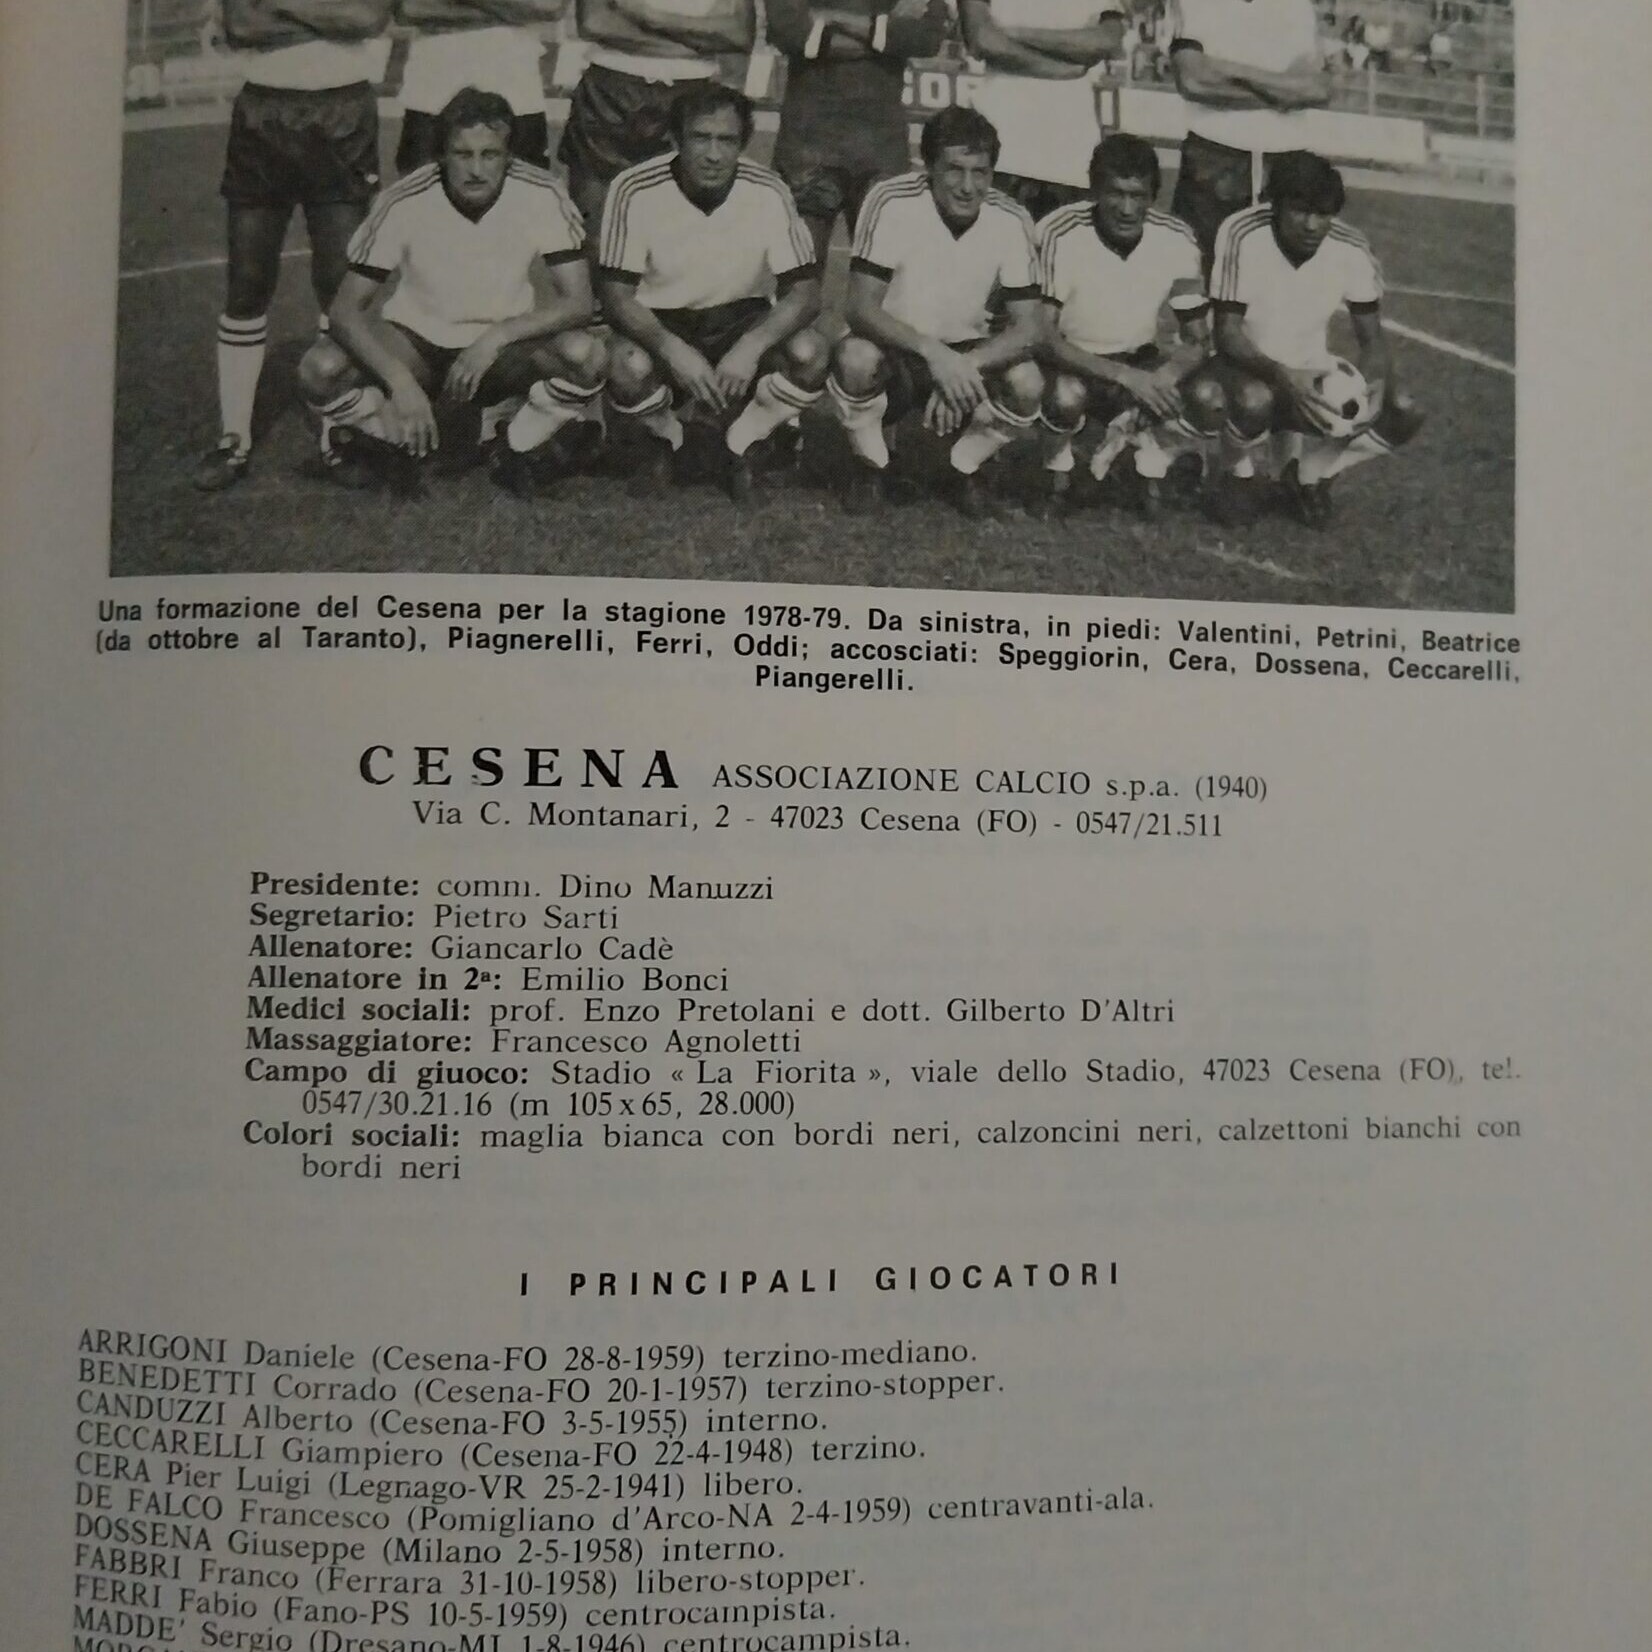 Una formazione del Cesena per la stagione 1978-79. Da sinistra, in piedi: Valentini, Petrini, Beatrice
(da ottobre al Taranto), Piagnerelli, Ferri, Oddi; accosciati: Speggiorin, Cera, Dossena, Ceccarelli,
Piangerelli.
CESENA ASSOCIAZIONE CALCIO s.p.a. (1940)
Via C. Montanari, 2 - 47023 Cesena (FO) - 0547/21.511
Presidente: comm. Dino Manuzzi
Segretario: Pietro Sarti
Allenatore: Giancarlo Cadè
Allenatore in 2ª: Emilio Bonci
Medici sociali: prof. Enzo Pretolani e dott. Gilberto D'Altri
Massaggiatore: Francesco Agnoletti
Campo di giuoco: Stadio « La Fiorita », viale dello Stadio, 47023 Cesena (FO), tel.
0547/30.21.16 (m 105x65, 28.000)
Colori sociali: maglia bianca con bordi neri, calzoncini neri, calzettoni bianchi con
bordi neri
I PRINCIPALI GIOCATORI
ARRIGONI Daniele (Cesena-FO 28-8-1959) terzino-mediano.
BENEDETTI Corrado (Cesena-FO 20-1-1957) terzino-stopper.
CANDUZZI Alberto (Cesena-FO 3-5-1955) interno.
CECCARELLI Giampiero (Cesena-FO 22-4-1948) terzino.
CERA Pier Luigi (Legnago-VR 25-2-1941) libero.
DE FALCO Francesco (Pomigliano d'Arco-NA 2-4-1959) centravanti-ala.
DOSSENA Giuseppe (Milano 2-5-1958) interno.
FABBRI Franco (Ferrara 31-10-1958) libero-stopper.
FERRI Fabio (Fano-PS 10-5-1959) centrocampista.
MADDE' Sergio (Dresano-MI 1-8-1946) centrocampista.